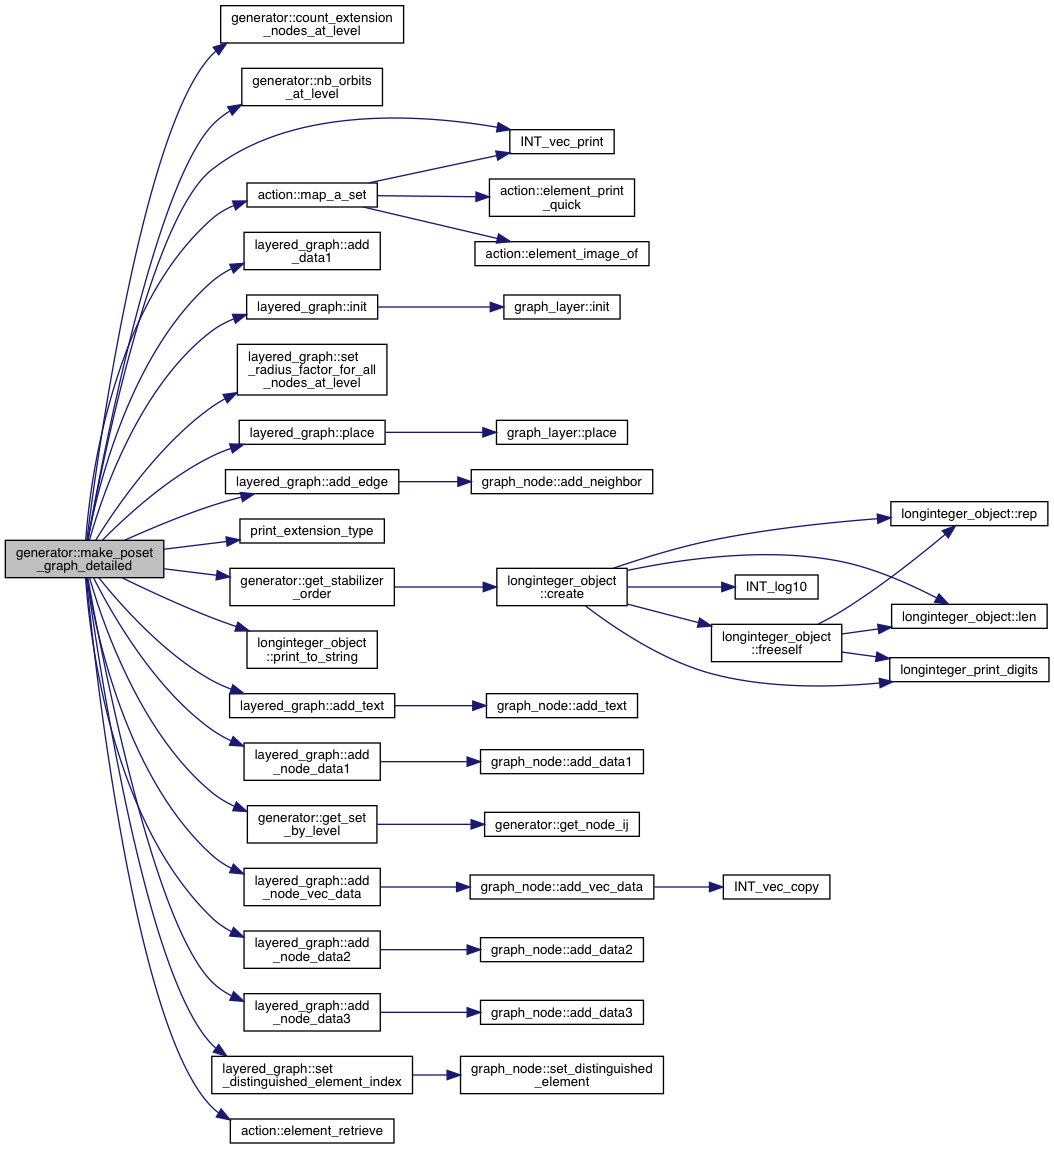 generator::make_poset
_graph_detailed
generator::count_extension
_nodes_at_level
generator::nb_orbits
_at_level
INT_vec_print
action::map_a_set
action::element_print
_quick
action::element_image_of
layered_graph::add
_data1
layered_graph::init
graph_layer::init
layered_graph::set
_radius_factor_for_all
_nodes_at_level
layered_graph::place
graph_layer::place
layered_graph::add_edge
graph_node::add_neighbor
print_extension_type
generator::get_stabilizer
_order
longinteger_object
::create
longinteger_object::rep
INT_log10
longinteger_object::len
longinteger_object
::freeself
longinteger_print_digits
longinteger_object
::print_to_string
layered_graph::add_text
graph_node::add_text
layered_graph::add
_node_data1
graph_node::add_data1
generator::get_set
_by_level
generator::get_node_ij
layered_graph::add
_node_vec_data
graph_node::add_vec_data
INT_vec_copy
layered_graph::add
_node_data2
graph_node::add_data2
layered_graph::add
_node_data3
graph_node::add_data3
layered_graph::set
_distinguished_element_index
graph_node::set_distinguished
_element
action::element_retrieve